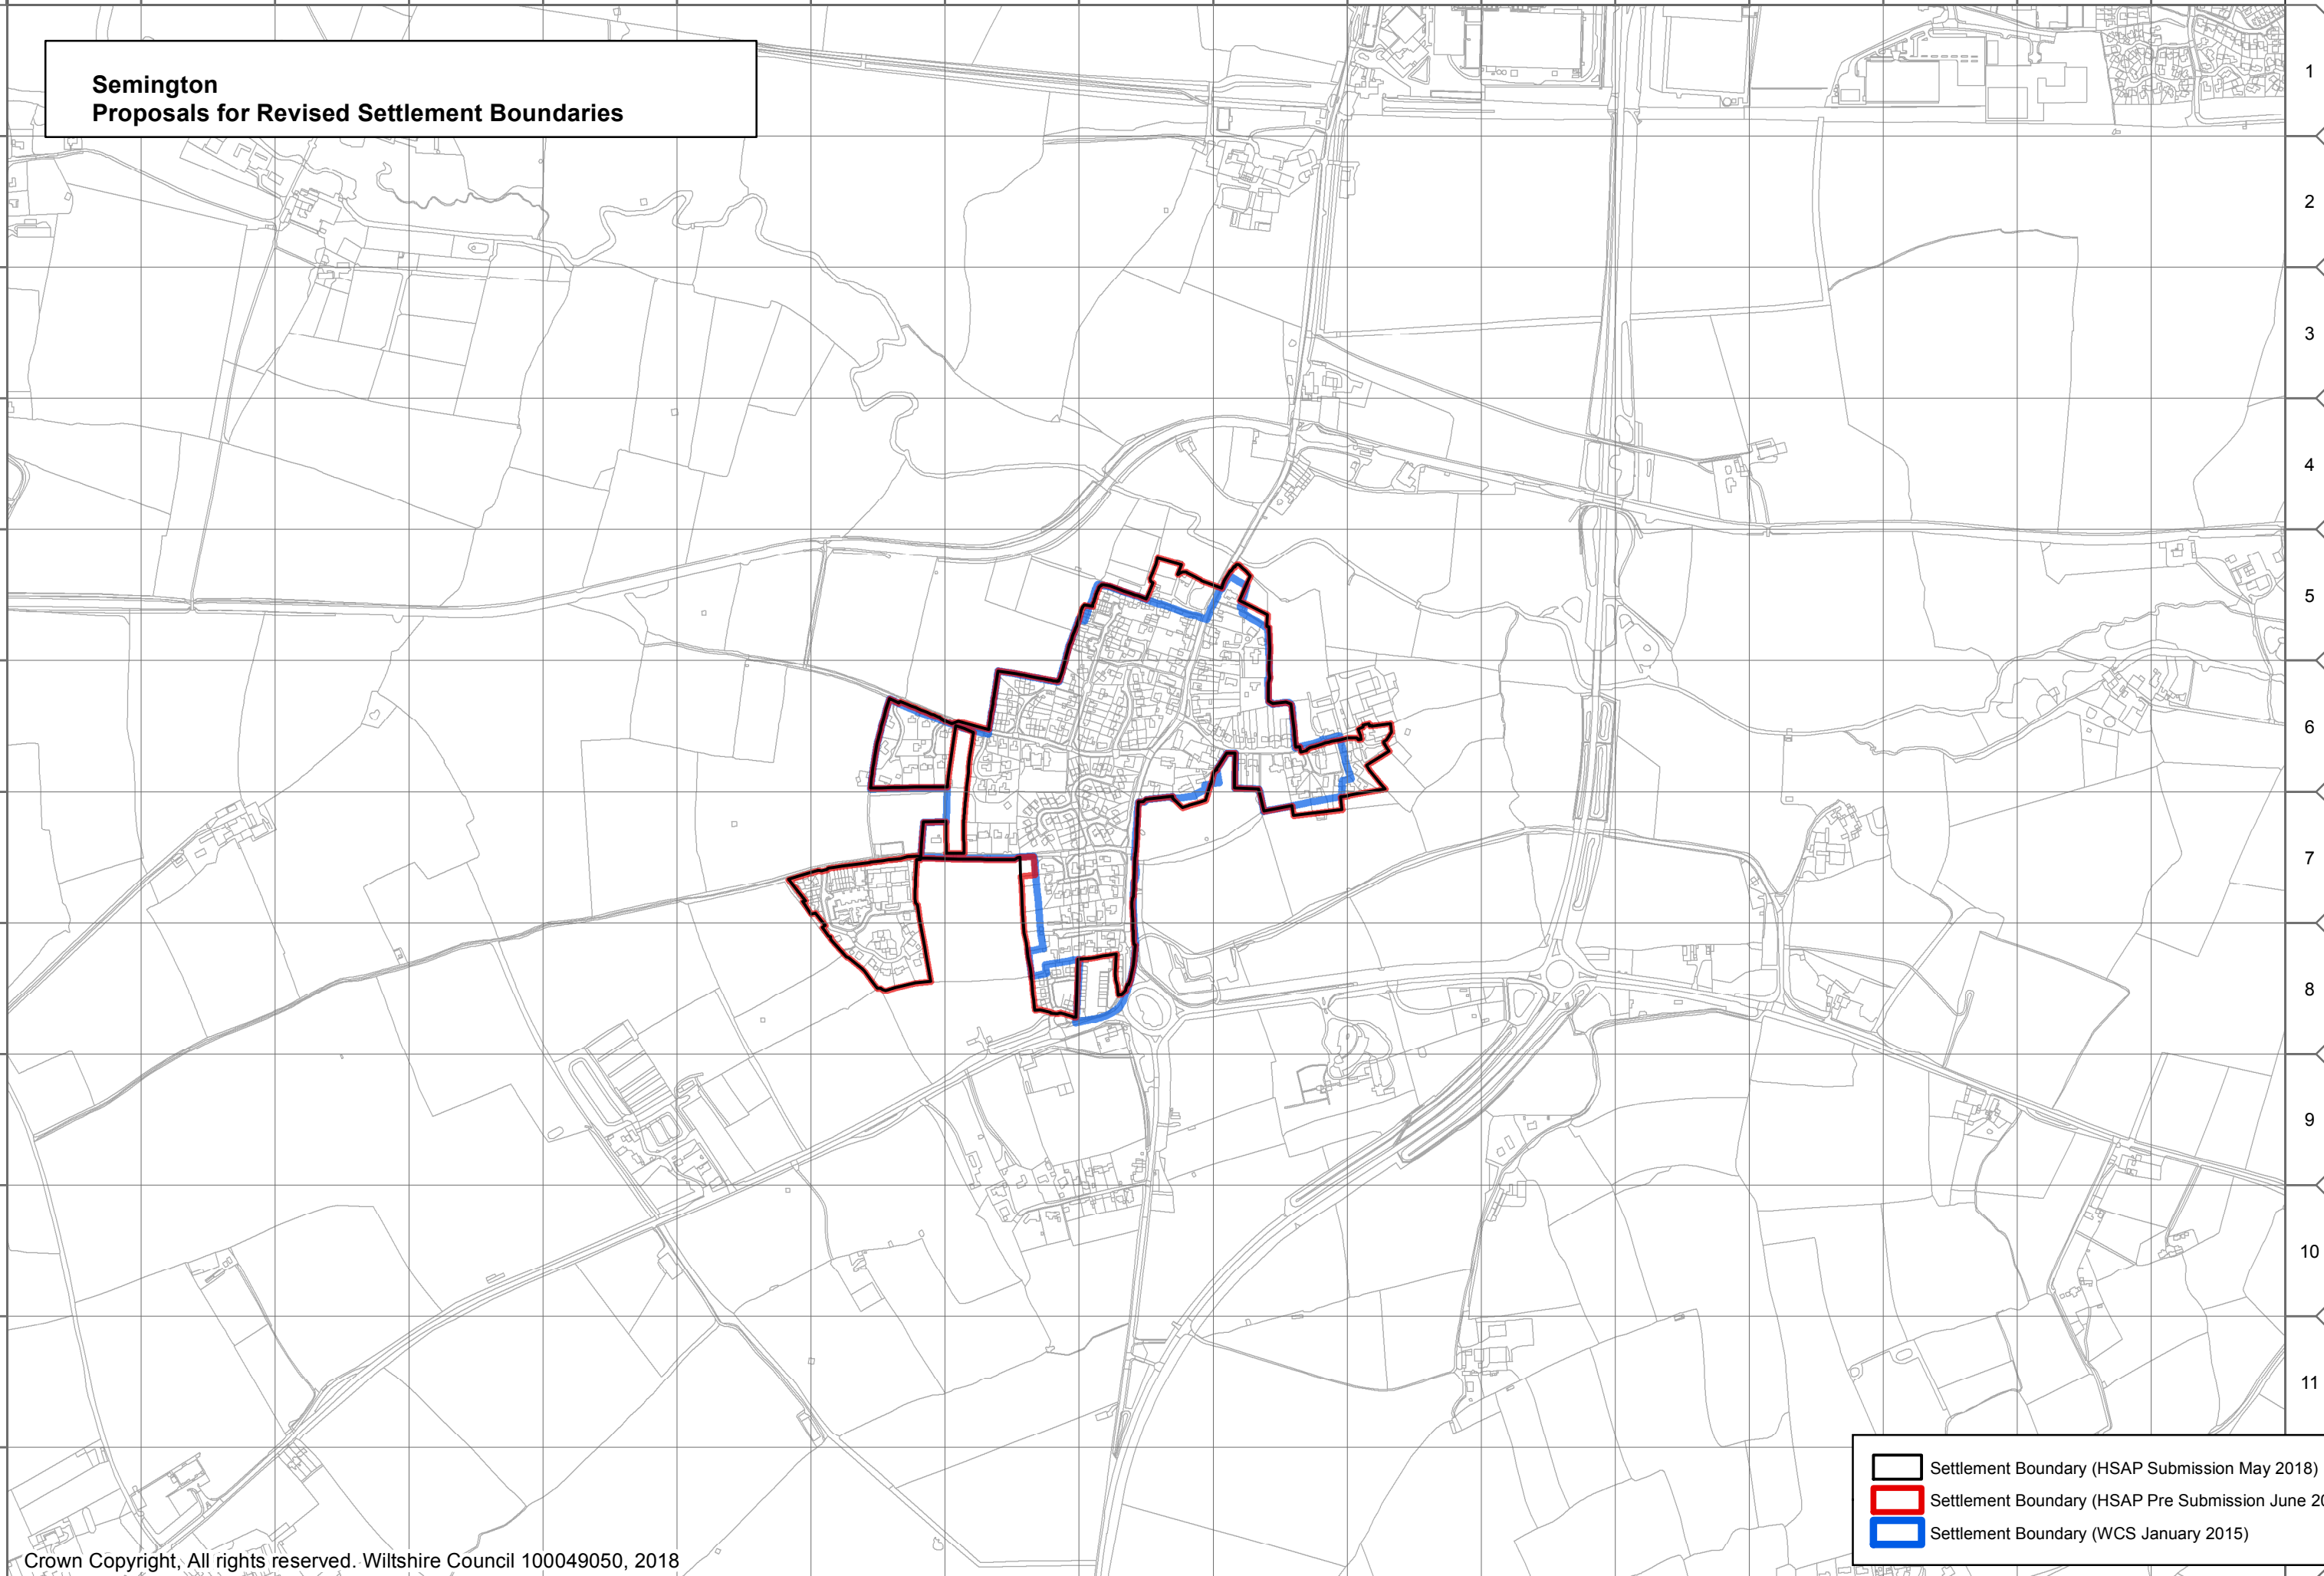 Semington
Proposals for Revised Settlement Boundaries
1
2
3
4
5
6
7
8
9
10
11
Settlement Boundary (HSAP Submission May 2018)
Settlement Boundary (HSAP Pre Submission June 20
Settlement Boundary (WCS January 2015)
Crown Copyright, All rights reserved. Wiltshire Council 100049050, 2018